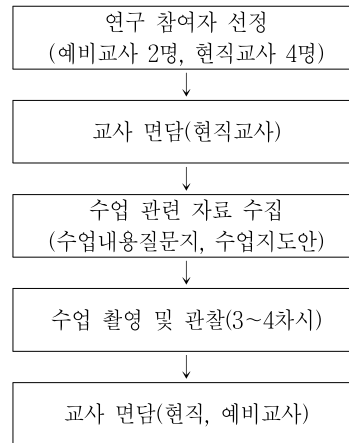 연구 참여자 선정
(예비교사 2명, 현직교사 4명)
교사 면담(현직교사)
수업 관련 자료 수집
(수업내용질문지, 수업지도안)
수업 촬영 및 관찰(3~4차시)
교사 면담(현직, 예비교사)